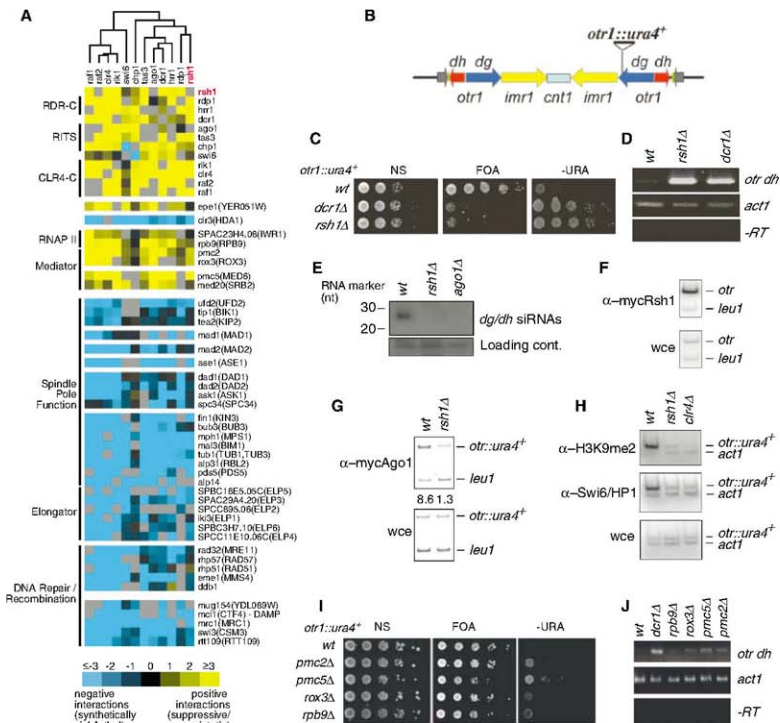 A
raf1
raf2
clr4
rik1
swi6
chp1
tas3
ago1
dcr1
hrr1
rdp1
rsh1
rsh1
RDR-C
rdp1
hrr1
dcr1
RITS
ago1
tas3
chp1
swi6
CLR4-C
rik1
clr4
raf2
raf1
epe1(YER051W)
clr3(HDA1)
RNAP II
SPAC23H4.06(IWR1)
rpb9(RPB9)
Mediator
pmc2
rox3(ROX3)
pmc5(MED6)
med20(SRB2)
ufd2(UFD2)
tip1(BIK1)
tea2(KIP2)
mad1(MAD1)
mad2(MAD2)
ase1(ASE1)
Spindle
Pole
Function
dad1(DAD1)
dad2(DAD2)
ask1(ASK1)
spc34(SPC34)
fin1(KIN3)
bub3(BUB3)
mph1(MPS1)
mal3(BIM1)
tub1(TUB1,TUB3)
alp31(RBL2)
pds5(PDS5)
alp14
Elongator
SPBC16E5.05C(ELP5)
SPAC29A4.20(ELP3)
SPCC895.06(ELP2)
iki3(ELP1)
SPBC3H7.10(ELP6)
SPCC11E10.06C(ELP4)
DNA Repair /
Recombination
rad32(MRE11)
rhp57(RAD57)
rhp51(RAD51)
eme1(MMS4)
ddb1
mug154(YDL089W)
mcl1(CTF4) - DAMP
mrc1(MRC1)
swi3(CSM3)
rtt109(RTT109)
≤-3 -2 -1 0 1 2 ≥3
negative
interactions
(synthetically
positive
interactions
(suppressive/
B
otr1::ura4+
dh dg dg dh
otr1 imr1 cnt1 imr1 otr1
C
otr1::ura4+ NS FOA -URA
wt
dcr1Δ
rsh1Δ
D
wt rsh1Δ dcr1Δ
otr dh
act1
-RT
E
RNA marker
(nt)
wt rsh1Δ ago1Δ
30
20
dg/dh siRNAs
Loading cont.
F
α-mycRsh1
otr
leu1
wce
otr
leu1
G
wt rsh1Δ
α-mycAgo1
otr::ura4+
leu1
8.6 1.3
wce
otr::ura4+
leu1
H
wt rsh1Δ clr4Δ
α-H3K9me2
otr::ura4+
act1
α-Swi6/HP1
otr::ura4+
act1
wce
otr::ura4+
act1
I
otr1::ura4+ NS FOA -URA
wt
pmc2Δ
pmc5Δ
rox3Δ
rpb9Δ
J
wt dcr1Δ rpb9Δ rox3Δ pmc5Δ pmc2Δ
otr dh
act1
-RT